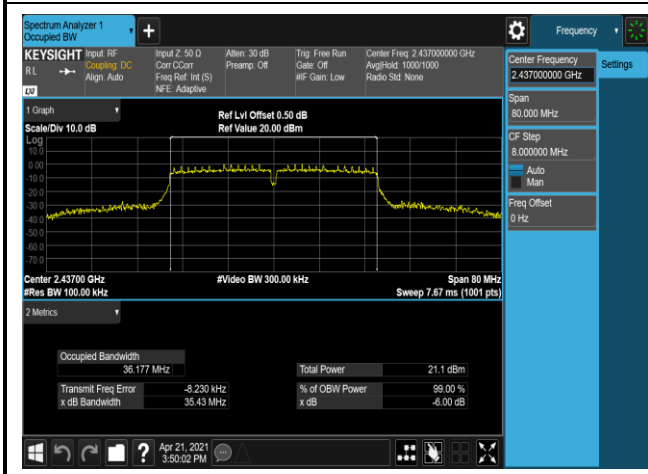 Spectrum Analyzer 1
Occupied BW
+
Frequency
KEYSIGHT
RL
LXI
Input: RF
Coupling: DC
Align: Auto
Input Z: 50 Ω
Corr CCorr
Freq Ref: Int (S)
NFE: Adaptive
Atten: 30 dB
Preamp: Off
Trig: Free Run
Gate: Off
#IF Gain: Low
Center Freq: 2.437000000 GHz
Avg|Hold: 1000/1000
Radio Std: None
Center Frequency
2.437000000 GHz
Settings
Span
80.000 MHz
CF Step
8.000000 MHz
Auto
Man
Freq Offset
0 Hz
1 Graph
Scale/Div 10.0 dB
Ref Lvl Offset 0.50 dB
Ref Value 20.00 dBm
Log
10.0
0.00
-10.0
-20.0
-30.0
-40.0
-50.0
-60.0
-70.0
Center 2.43700 GHz
#Res BW 100.00 kHz
#Video BW 300.00 kHz
Span 80 MHz
Sweep 7.67 ms (1001 pts)
2 Metrics
Occupied Bandwidth
36.177 MHz
Total Power 21.1 dBm
Transmit Freq Error -8.230 kHz % of OBW Power 99.00 %
x dB Bandwidth 35.43 MHz x dB -6.00 dB
?
Apr 21, 2021
3:50:02 PM